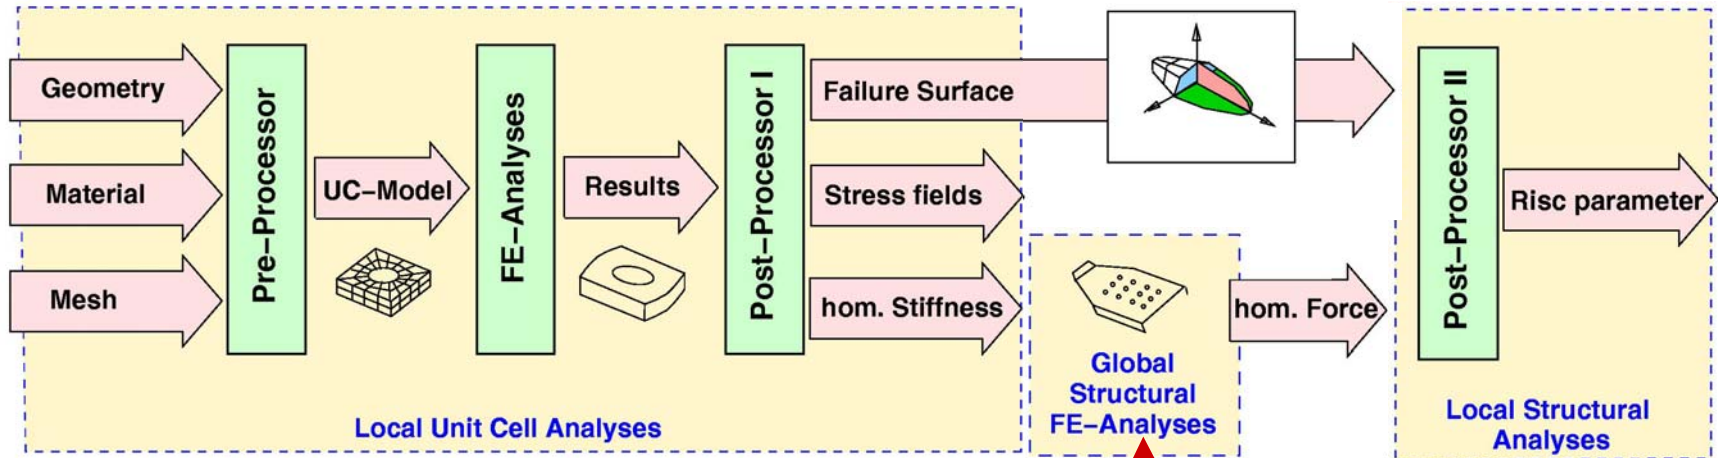 Geometry
Material
Mesh
Pre–Processor
UC–Model
FE–Analyses
Results
Post–Processor I
Failure Surface
Stress fields
hom. Stiffness
Local Unit Cell Analyses
Global
Structural
FE–Analyses
hom. Force
Post–Processor II
Risc parameter
Local Structural
Analyses